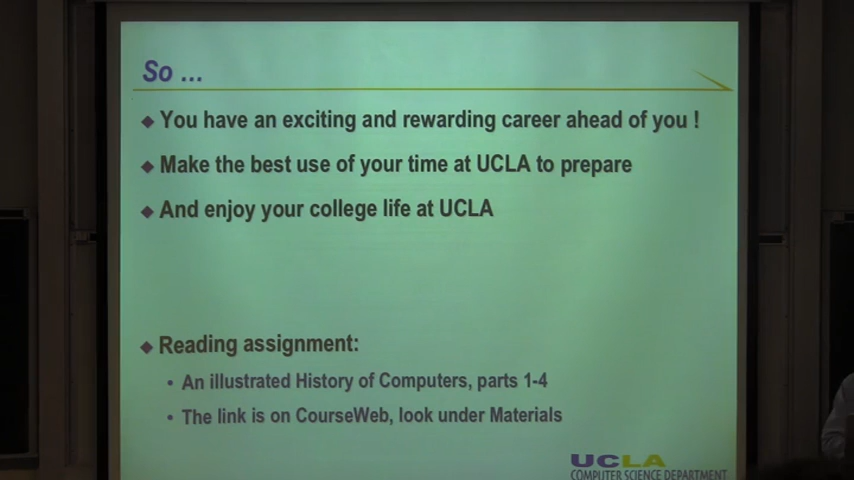 So ...
You have an exciting and rewarding career ahead of you !
Make the best use of your time at UCLA to prepare
And enjoy your college life at UCLA
Reading assignment:
An illustrated History of Computers, parts 1-4
The link is on CourseWeb, look under Materials
UCLA
COMPUTER SCIENCE DEPARTMENT